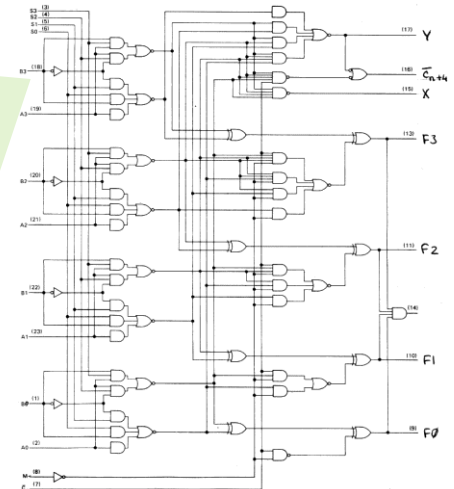 S3 (3)
S2 (4)
S1 (5)
S0 (6)
(17) Y
B3 (18)
(16) C̅n+4
(15) X
A3 (19)
(13) F3
B2 (20)
A2 (21)
(11) F2
B1 (22)
(14)
A1 (23)
(10) F1
B0 (1)
(9) F0
A0 (2)
M (8)
C (7)